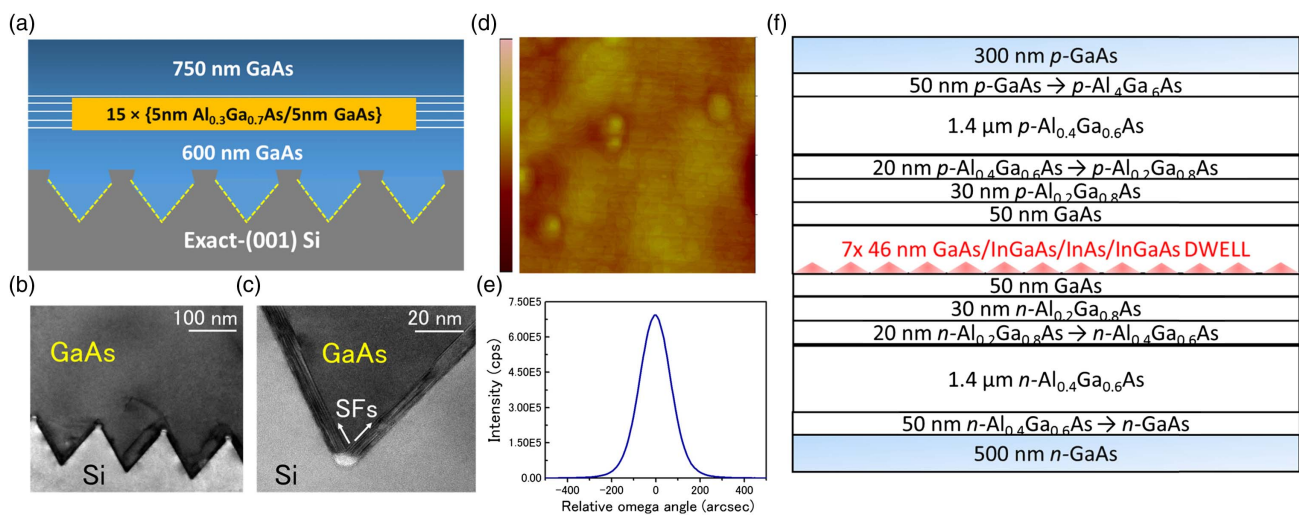 (a)
750 nm GaAs
15 × {5nm Al0.3Ga0.7As/5nm GaAs}
600 nm GaAs
Exact-(001) Si
(b)
100 nm
GaAs
Si
(c)
20 nm
GaAs
SFs
Si
(d)
(e)
7.50E5
6.00E5
4.50E5
3.00E5
1.50E5
0.00
Intensity (cps)
-400
-200
0
200
400
Relative omega angle (arcsec)
(f)
300 nm p-GaAs
50 nm p-GaAs → p-Al.4Ga.6As
1.4 µm p-Al0.4Ga0.6As
20 nm p-Al0.4Ga0.6As → p-Al0.2Ga0.8As
30 nm p-Al0.2Ga0.8As
50 nm GaAs
7x 46 nm GaAs/InGaAs/InAs/InGaAs DWELL
50 nm GaAs
30 nm n-Al0.2Ga0.8As
20 nm n-Al0.2Ga0.8As → n-Al0.4Ga0.6As
1.4 µm n-Al0.4Ga0.6As
50 nm n-Al0.4Ga0.6As → n-GaAs
500 nm n-GaAs